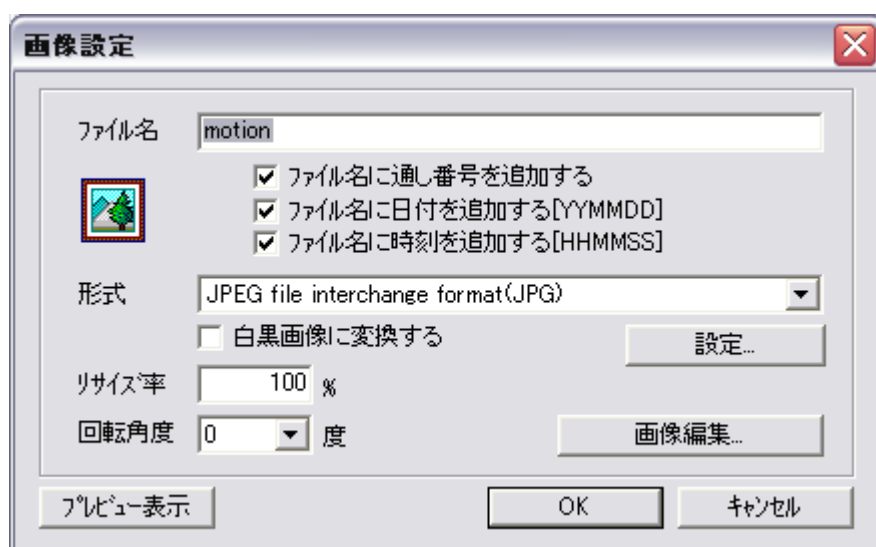 画像設定
ファイル名 motion
ファイル名に通し番号を追加する
ファイル名に日付を追加する[YYMMDD]
ファイル名に時刻を追加する[HHMMSS]
形式 JPEG file interchange format(JPG)
白黒画像に変換する 設定...
リサイズ率 100 %
回転角度 0 度 画像編集...
プレビュー表示 OK キャンセル